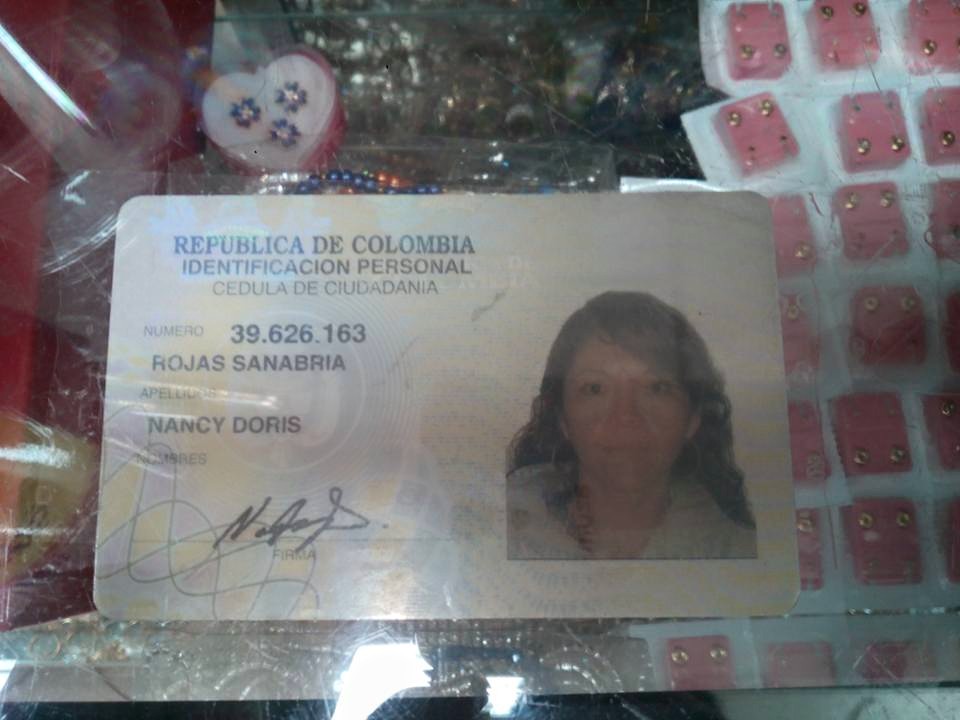 REPUBLICA DE COLOMBIA
IDENTIFICACION PERSONAL
CEDULA DE CIUDADANIA
NUMERO 39.626.163
ROJAS SANABRIA
APELLIDOS
NANCY DORIS
NOMBRES
FIRMA